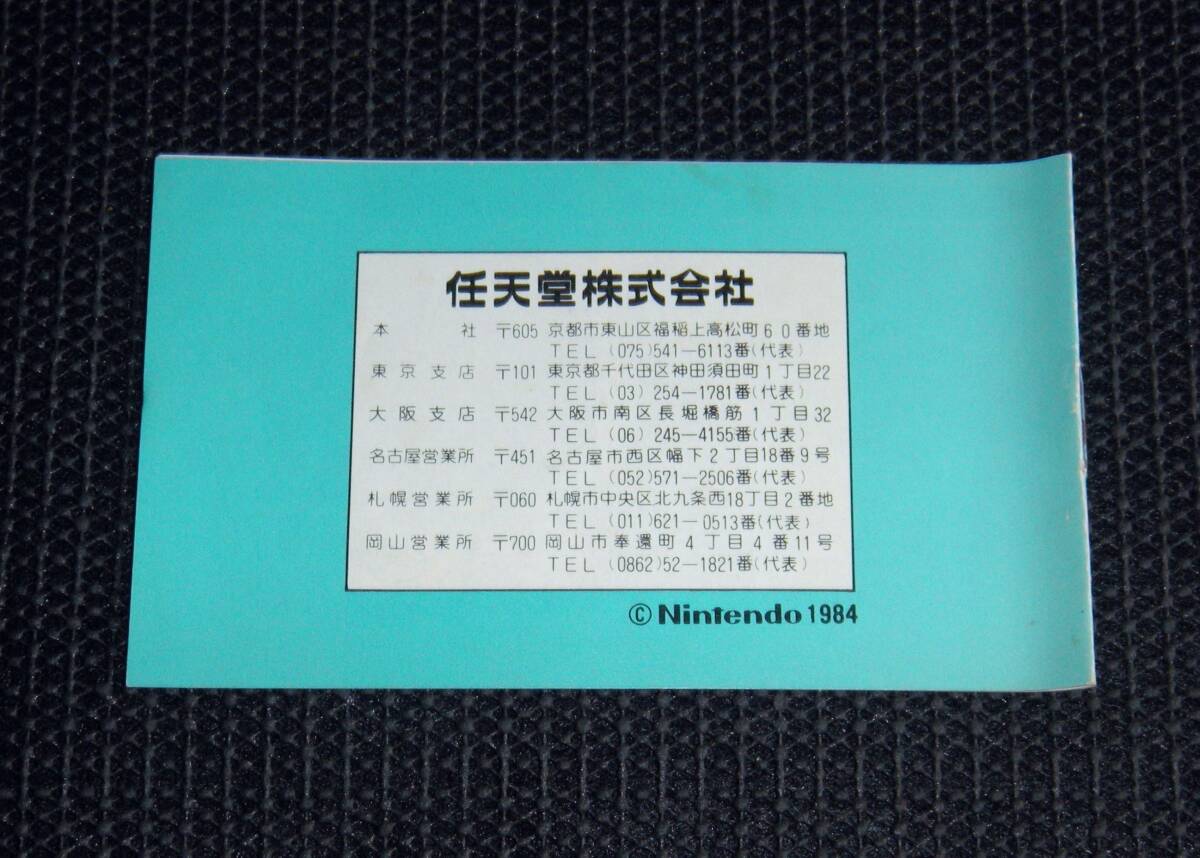 任天堂株式会社
本社 〒605 京都市東山区福稲上高松町60番地
TEL (075)541-6113番(代表)
東京支店 〒101 東京都千代田区神田須田町1丁目22
TEL (03) 254-1781番(代表)
大阪支店 〒542 大阪市南区長堀橋筋1丁目32
TEL (06) 245-4155番(代表)
名古屋営業所 〒451 名古屋市西区幅下2丁目18番9号
TEL (052)571-2506番(代表)
札幌営業所 〒060 札幌市中央区北九条西18丁目2番地
TEL (011)621-0513番(代表)
岡山営業所 〒700 岡山市奉還町4丁目4番11号
TEL (0862)52-1821番(代表)
© Nintendo 1984